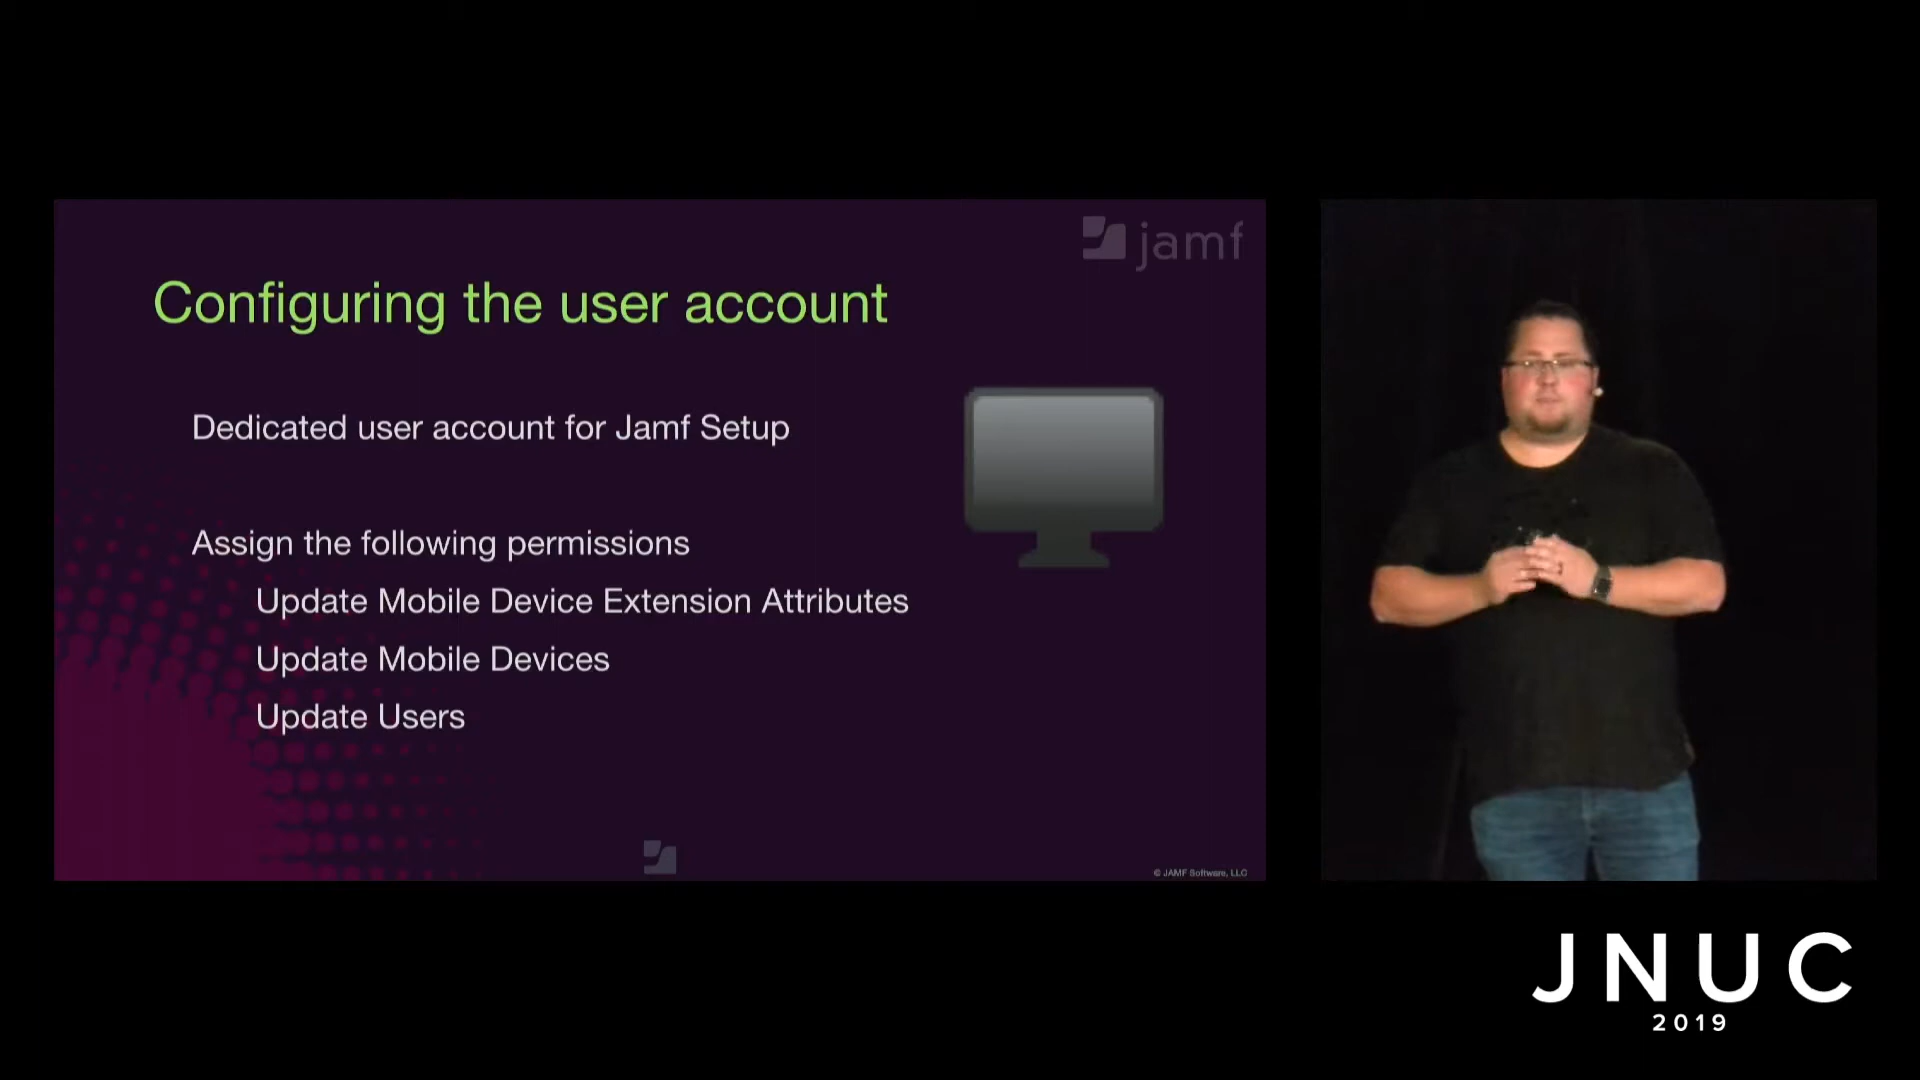 jamf
Configuring the user account
Dedicated user account for Jamf Setup
Assign the following permissions
Update Mobile Device Extension Attributes
Update Mobile Devices
Update Users
© JAMF Software, LLC
JNUC
2019